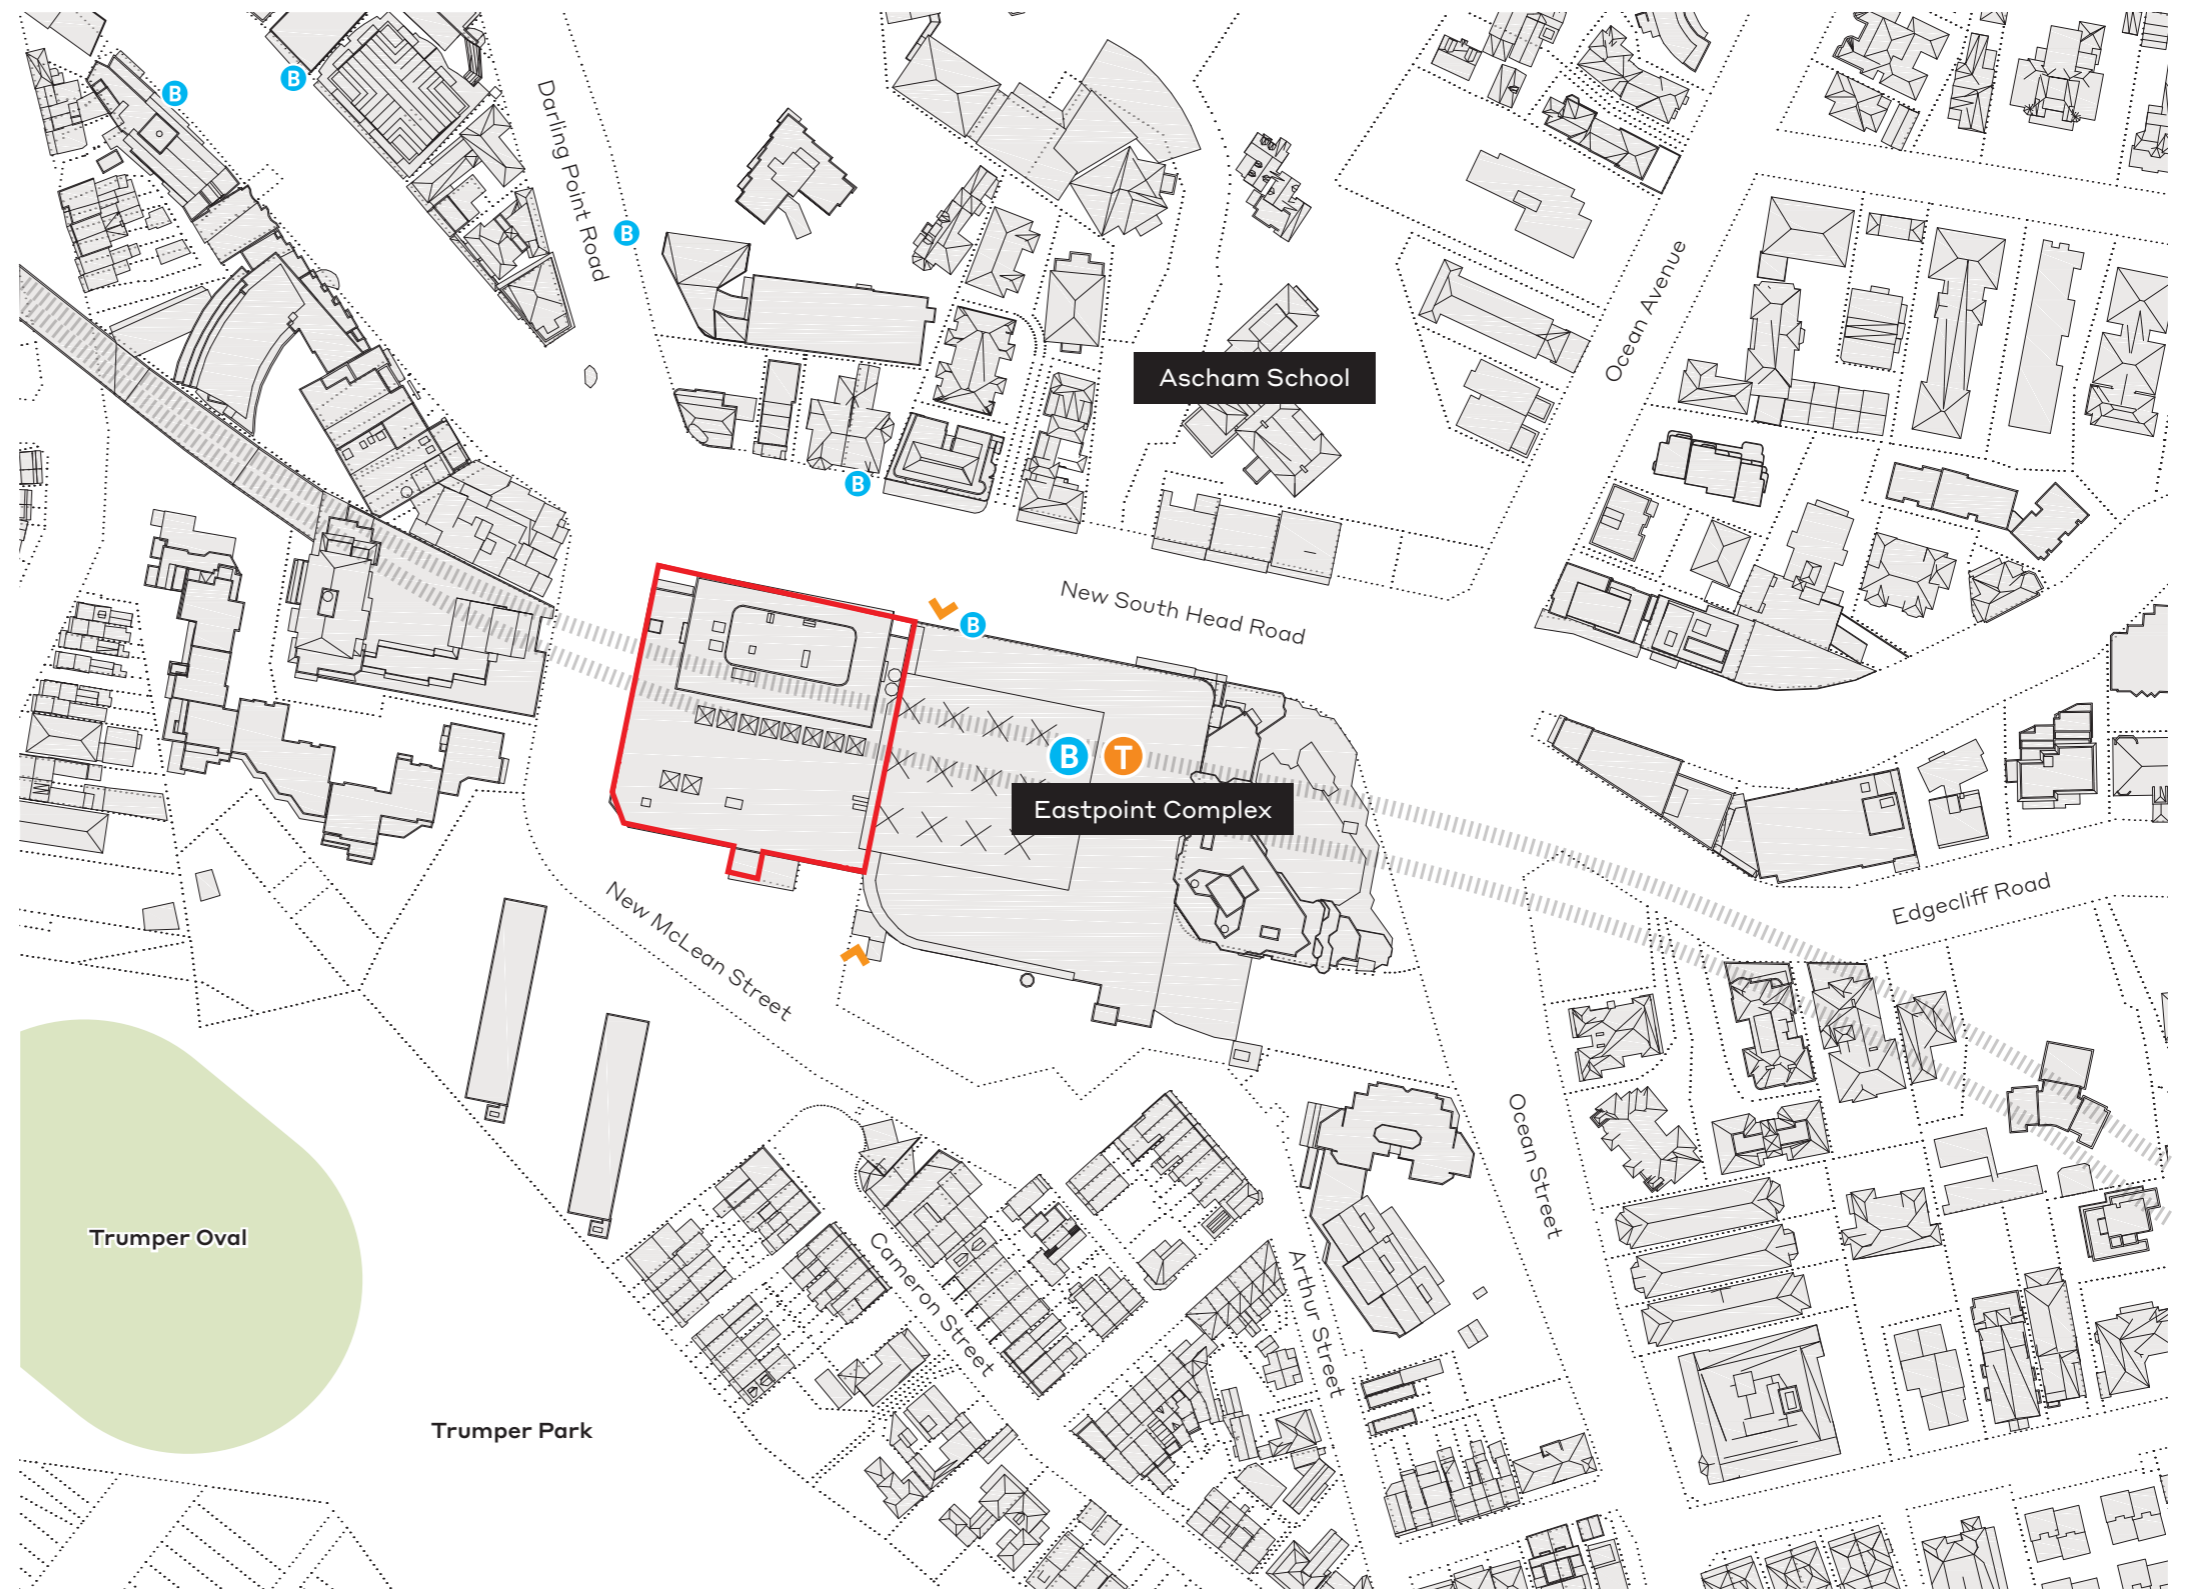 B
B
Darling Point Road
B
Ocean Avenue
Ascham School
B
New South Head Road
B
B
T
Eastpoint Complex
Edgecliff Road
New McLean Street
Ocean Street
Trumper Oval
Cameron Street
Arthur Street
Trumper Park